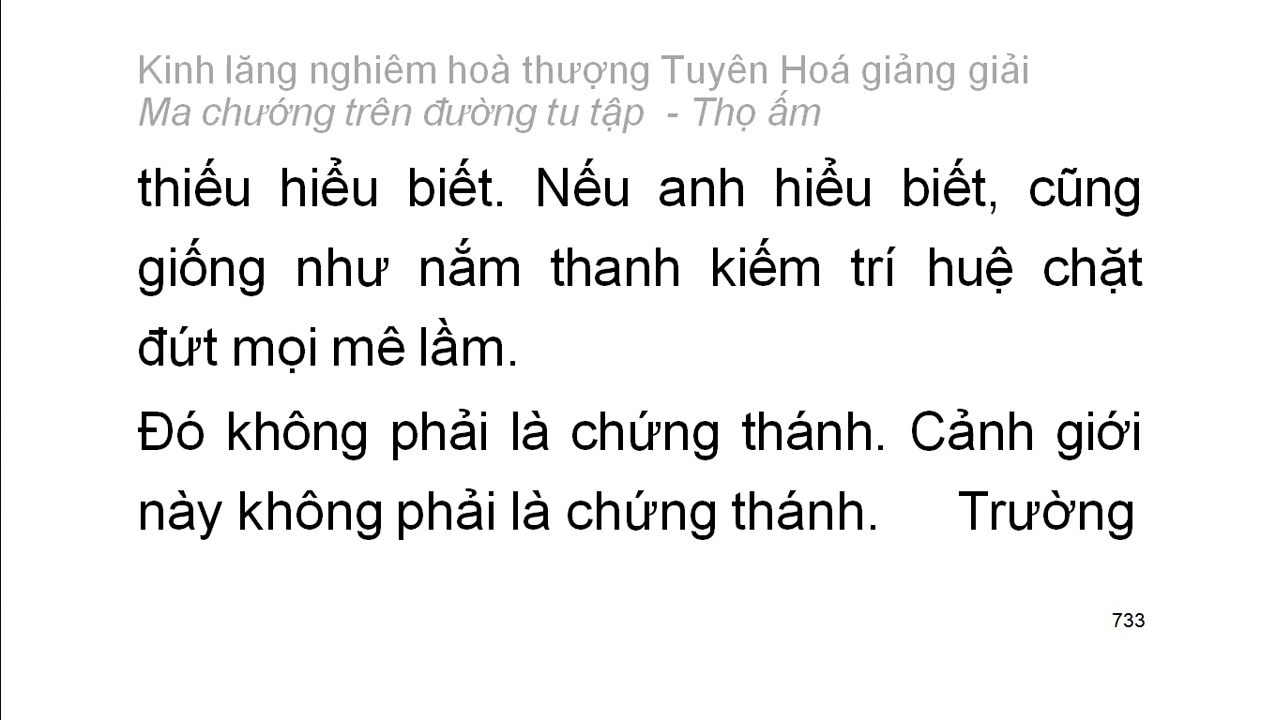 Kinh lăng nghiêm hoà thượng Tuyên Hoá giảng giải
Ma chướng trên đường tu tập - Thọ ấm
thiếu hiểu biết. Nếu anh hiểu biết, cũng
giống như nắm thanh kiếm trí huệ chặt
đứt mọi mê lầm.
Đó không phải là chứng thánh. Cảnh giới
này không phải là chứng thánh. Trường
733